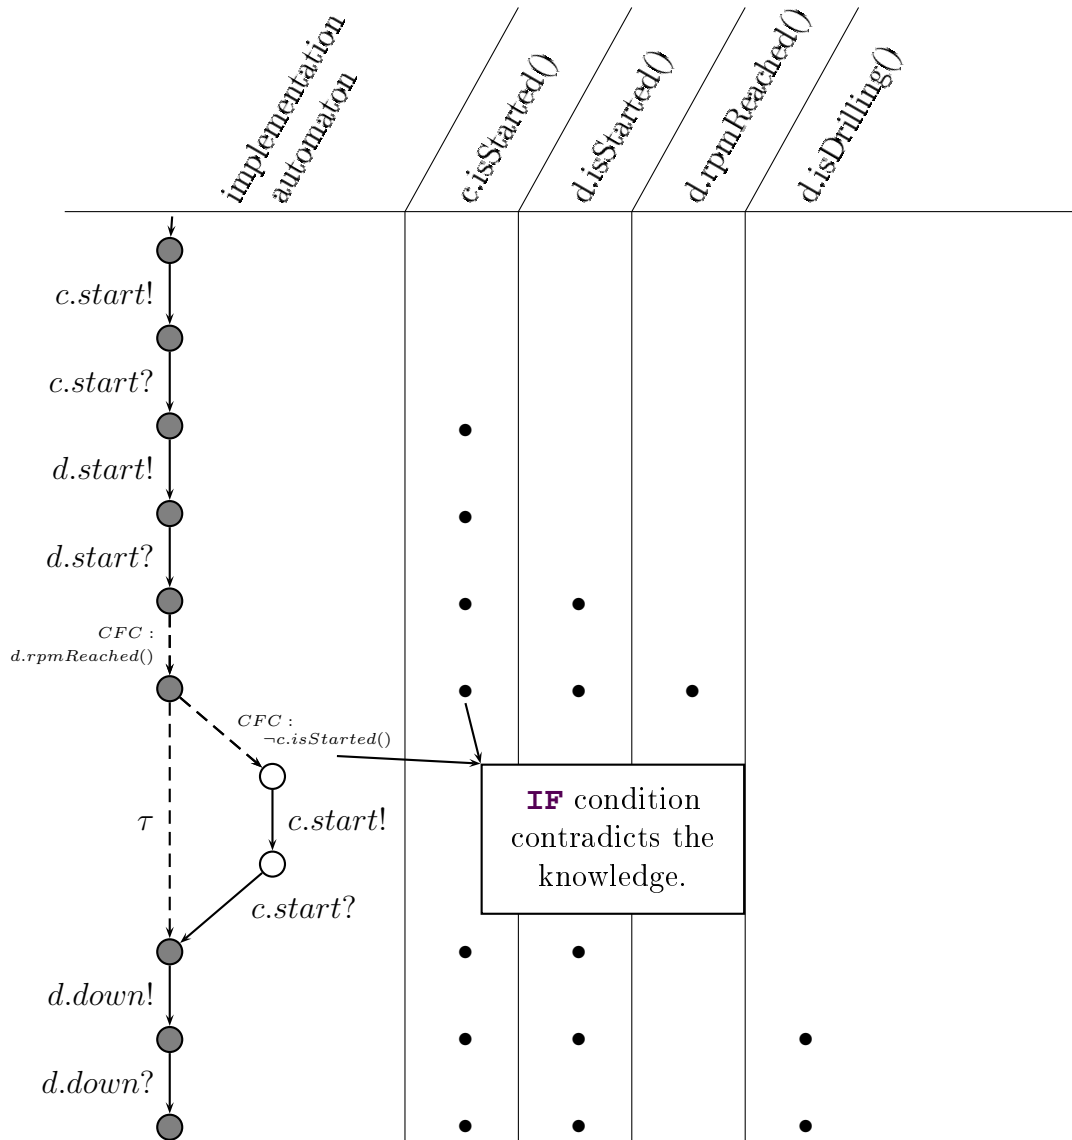 implementation
automaton
c.isStarted()
d.isStarted()
d.rpmReached()
d.isDrilling()
c.start!
c.start?
d.start!
d.start?
CFC :
d.rpmReached()
CFC :
¬c.isStarted()
τ
c.start!
c.start?
IF condition
contradicts the
knowledge.
d.down!
d.down?